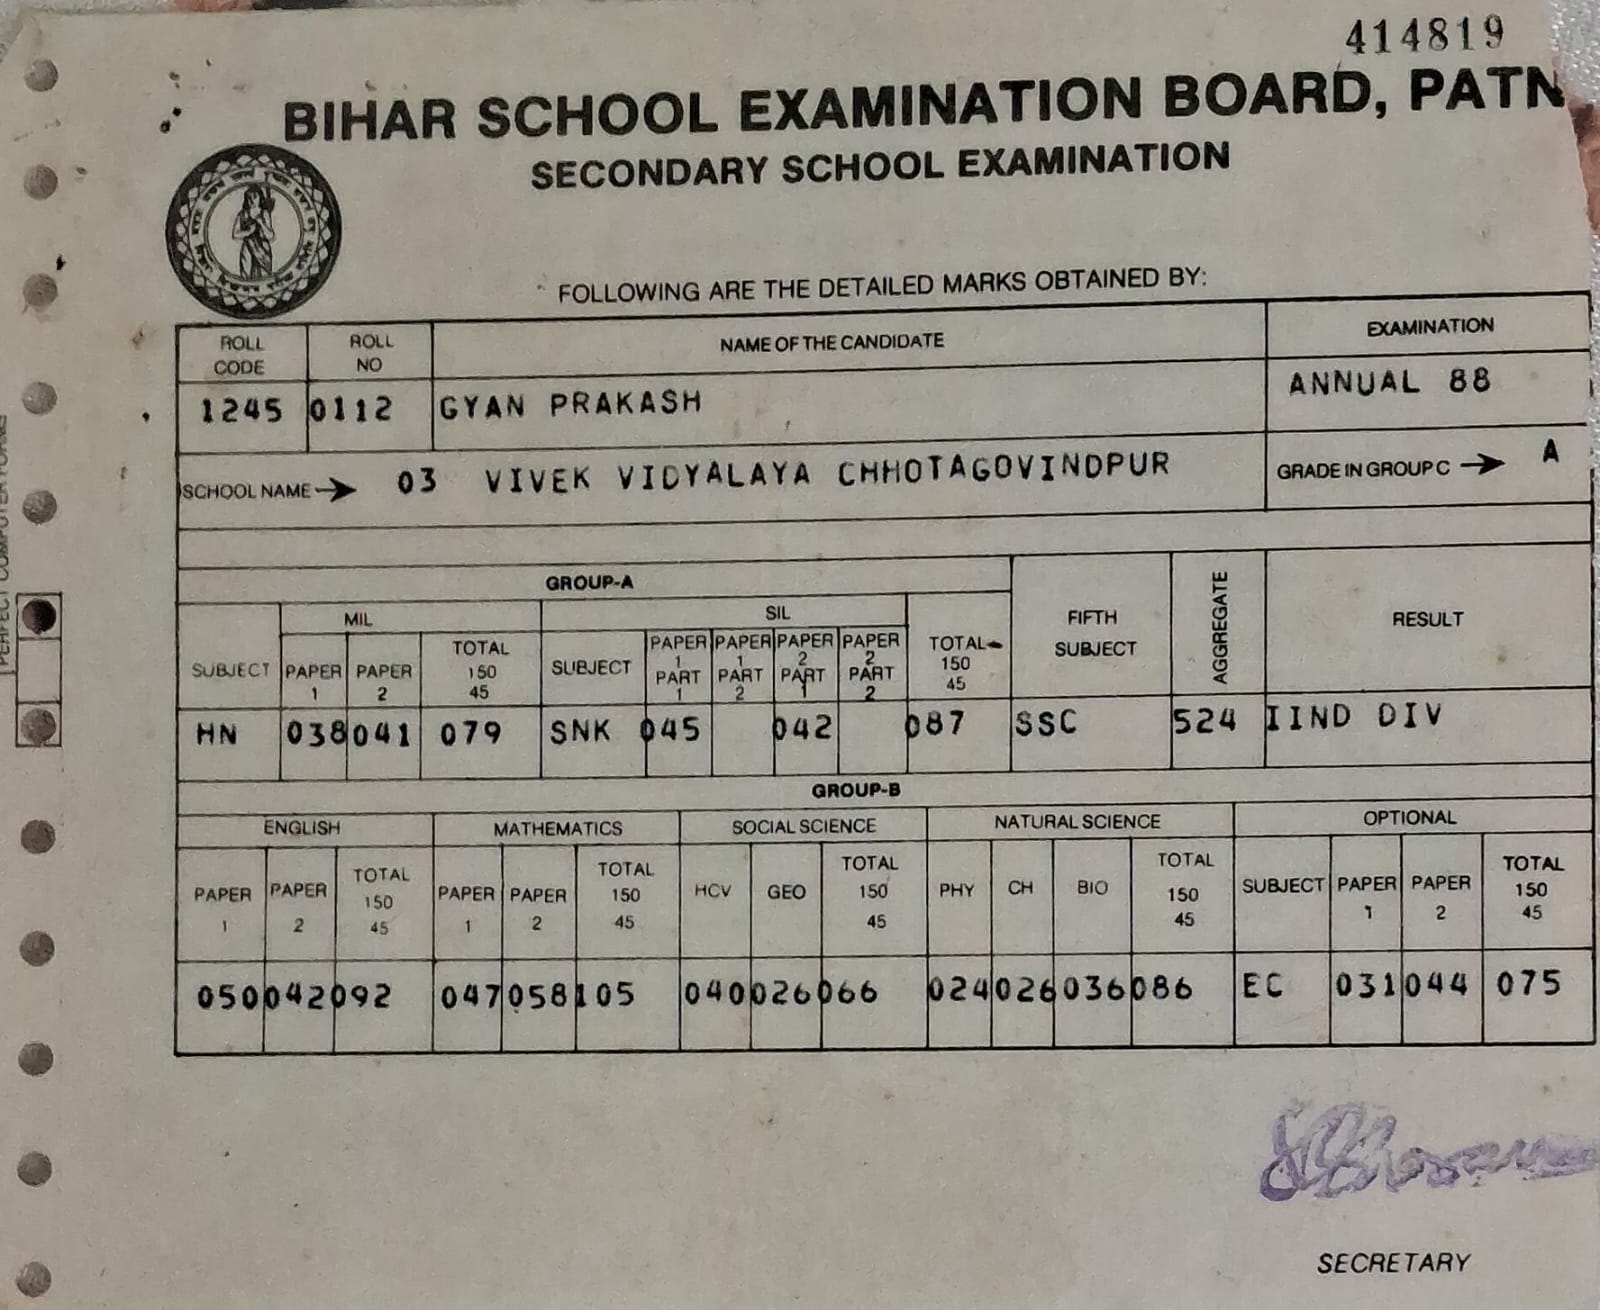 414819
BIHAR SCHOOL EXAMINATION BOARD, PATN
SECONDARY SCHOOL EXAMINATION
FOLLOWING ARE THE DETAILED MARKS OBTAINED BY:
ROLL CODE ROLL NO NAME OF THE CANDIDATE EXAMINATION
1245 0112 GYAN PRAKASH ANNUAL 88
SCHOOL NAME → 03 VIVEK VIDYALAYA CHHOTAGOVINDPUR GRADE IN GROUP C → A
GROUP-A
MIL SIL FIFTH SUBJECT AGGREGATE RESULT
SUBJECT PAPER 1 PAPER 2 TOTAL 150 45 SUBJECT PAPER 1 PART 1 PAPER 1 PART 2 PAPER 2 PART 1 PAPER 2 PART 2 TOTAL 150 45
HN 038 041 079 SNK 045 042 087 SSC 524 IIND DIV
GROUP-B
ENGLISH MATHEMATICS SOCIAL SCIENCE NATURAL SCIENCE OPTIONAL
PAPER 1 PAPER 2 TOTAL 150 45 PAPER 1 PAPER 2 TOTAL 150 45 HCV GEO TOTAL 150 45 PHY CH BIO TOTAL 150 45 SUBJECT PAPER 1 PAPER 2 TOTAL 150 45
050 042 092 047 058 105 040 026 066 024 026 036 086 EC 031 044 075
SECRETARY